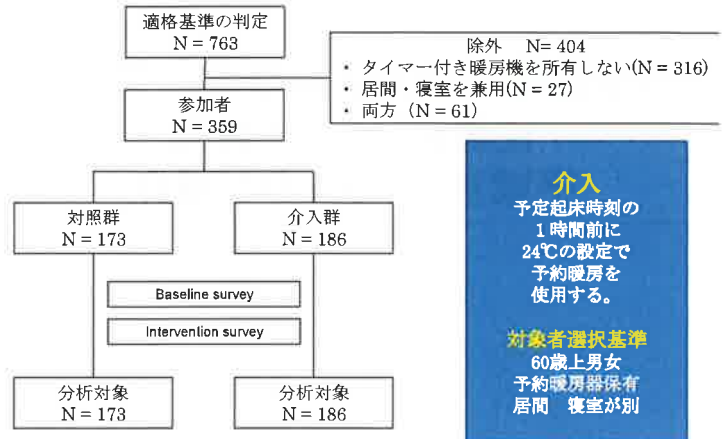 適格基準の判定
N = 763
除外 N= 404
・ タイマー付き暖房機を所有しない(N = 316)
・ 居間・寝室を兼用(N = 27)
・ 両方（N = 61）
参加者
N = 359
対照群
N = 173
介入群
N = 186
Baseline survey
Intervention survey
分析対象
N = 173
分析対象
N = 186
介入
予定起床時刻の
1時間前に
24℃の設定で
予約暖房を
使用する。
対象者選択基準
60歳上男女
予約暖房器保有
居間 寝室が別